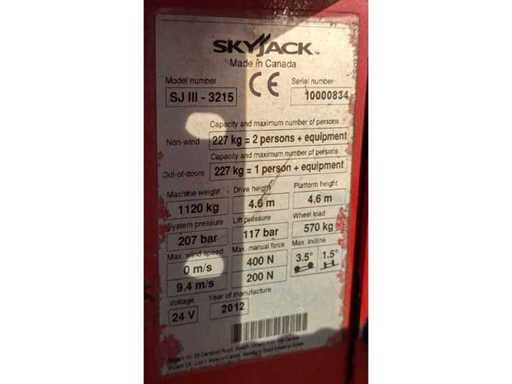 SKYJACK
Made in Canada
Model number
Serial number
SJ III - 3215
CE
10000834
Capacity and maximum number of persons
Non-wind
227 kg = 2 persons + equipment
Capacity and maximum number of persons
Out-of-doors
227 kg = 1 person + equipment
Machine weight
Drive height
Platform height
1120 kg
4.6 m
4.6 m
System pressure
Lift pressure
Wheel load
207 bar
117 bar
570 kg
Max. wind speed
Max. manual force
Max. incline
0 m/s
400 N
3.5°
1.5°
9.4 m/s
200 N
Voltage
Year of manufacture
24 V
2012